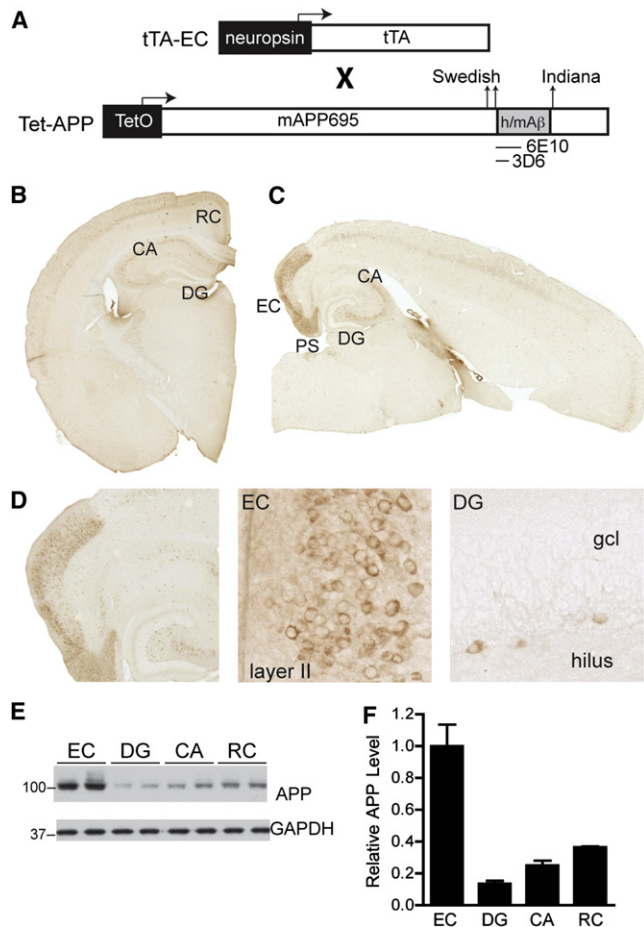 A
tTA-EC
neuropsin
tTA
X
Swedish
Indiana
Tet-APP
TetO
mAPP695
h/mAβ
6E10
3D6
B
RC
CA
DG
C
CA
EC
DG
PS
D
EC
layer II
DG
gcl
hilus
E
EC DG CA RC
100
APP
37
GAPDH
F
Relative APP Level
1.2
1.0
0.8
0.6
0.4
0.2
0.0
EC DG CA RC